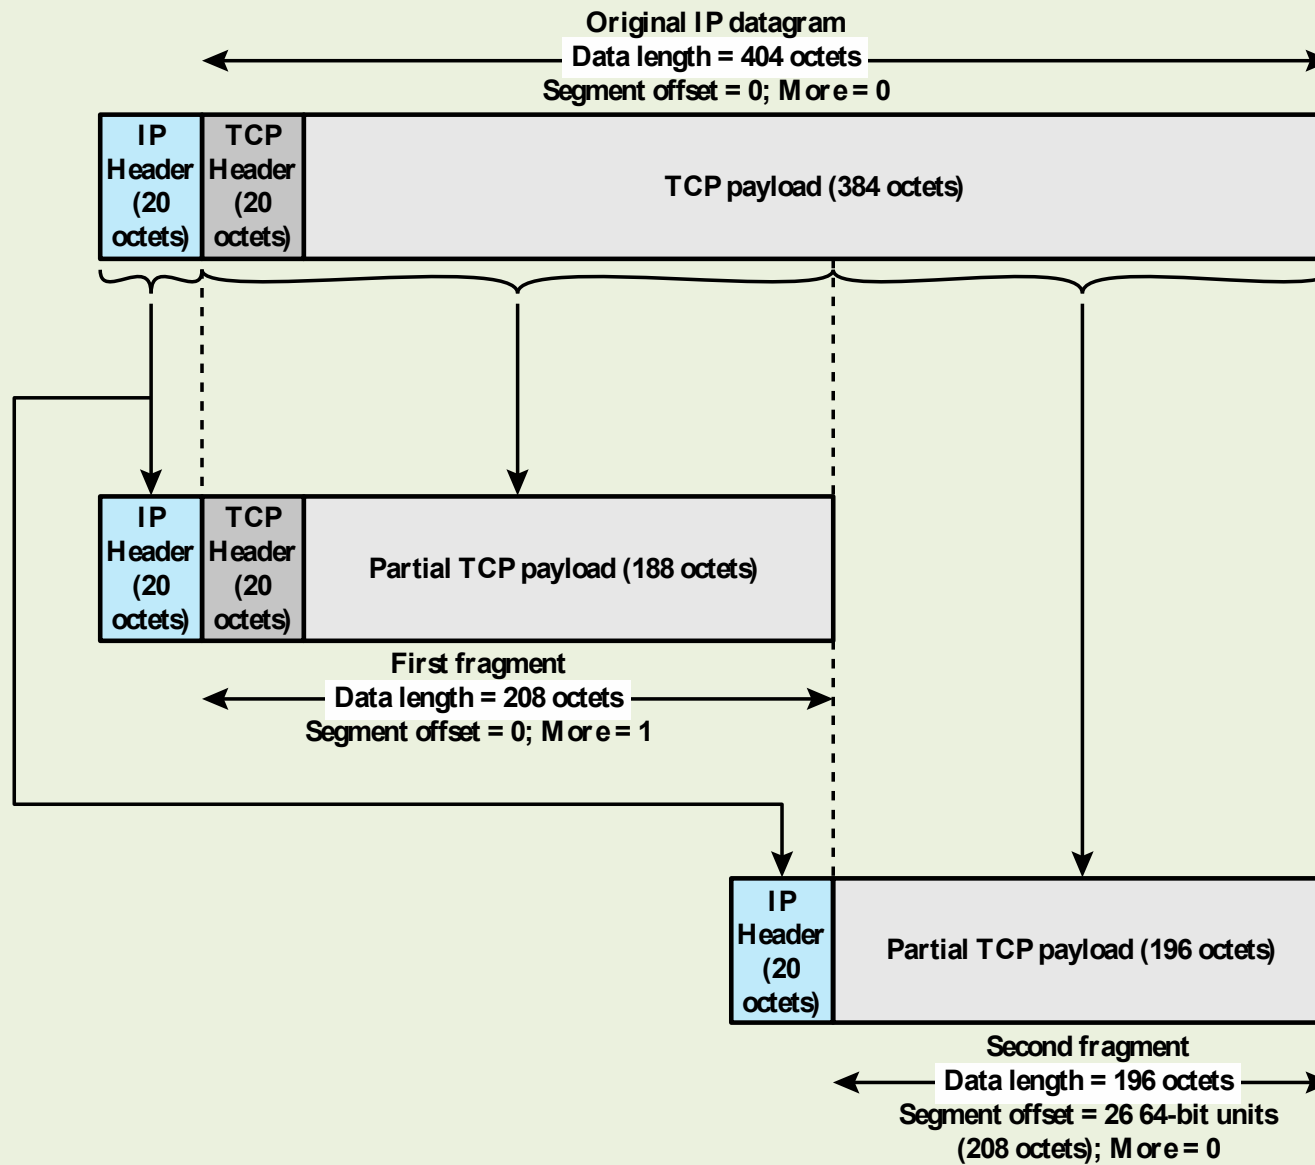 Original IP datagram
Data length = 404 octets
Segment offset = 0; More = 0
IP
Header
(20
octets)
TCP
Header
(20
octets)
TCP payload (384 octets)
IP
Header
(20
octets)
TCP
Header
(20
octets)
Partial TCP payload (188 octets)
First fragment
Data length = 208 octets
Segment offset = 0; More = 1
IP
Header
(20
octets)
Partial TCP payload (196 octets)
Second fragment
Data length = 196 octets
Segment offset = 26 64-bit units
(208 octets); More = 0